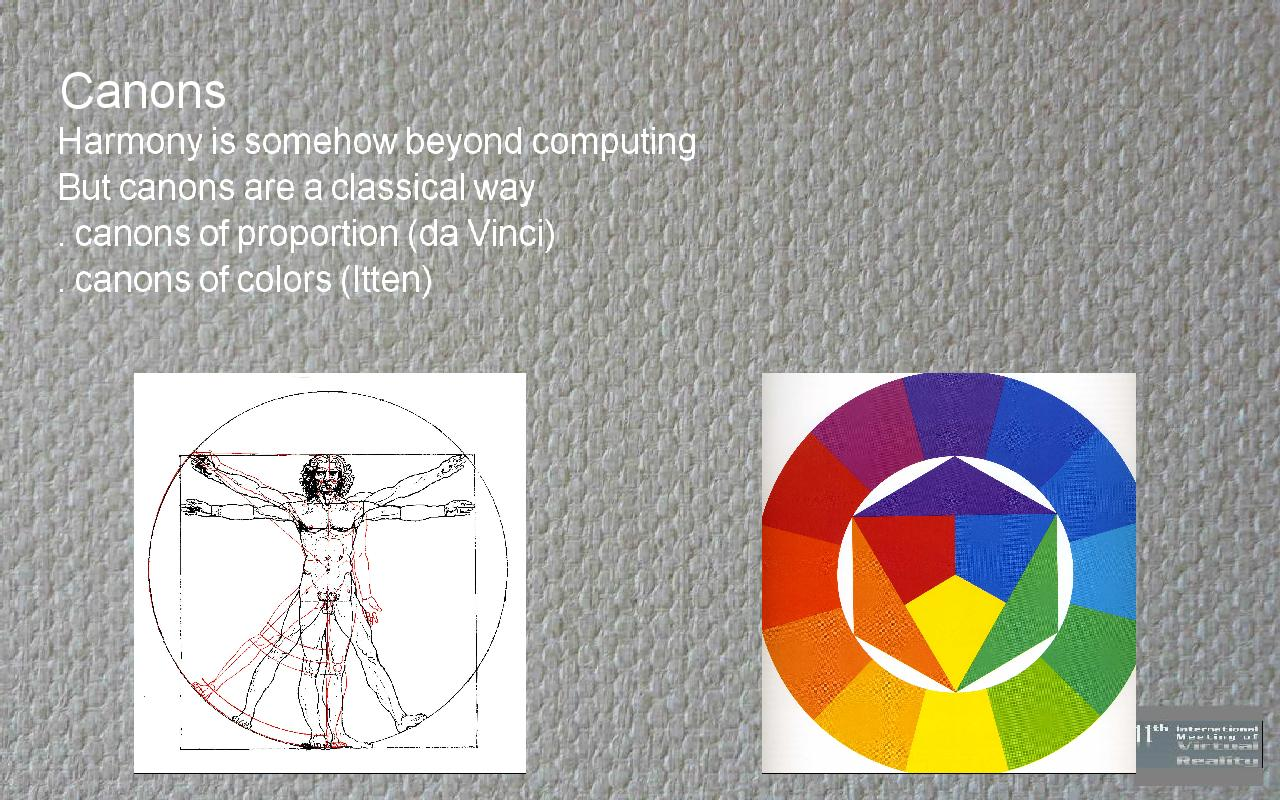 Canons
Harmony is somehow beyond computing
But canons are a classical way
. canons of proportion (da Vinci)
. canons of colors (Itten)
11th International
Meeting of
Virtual
Reality